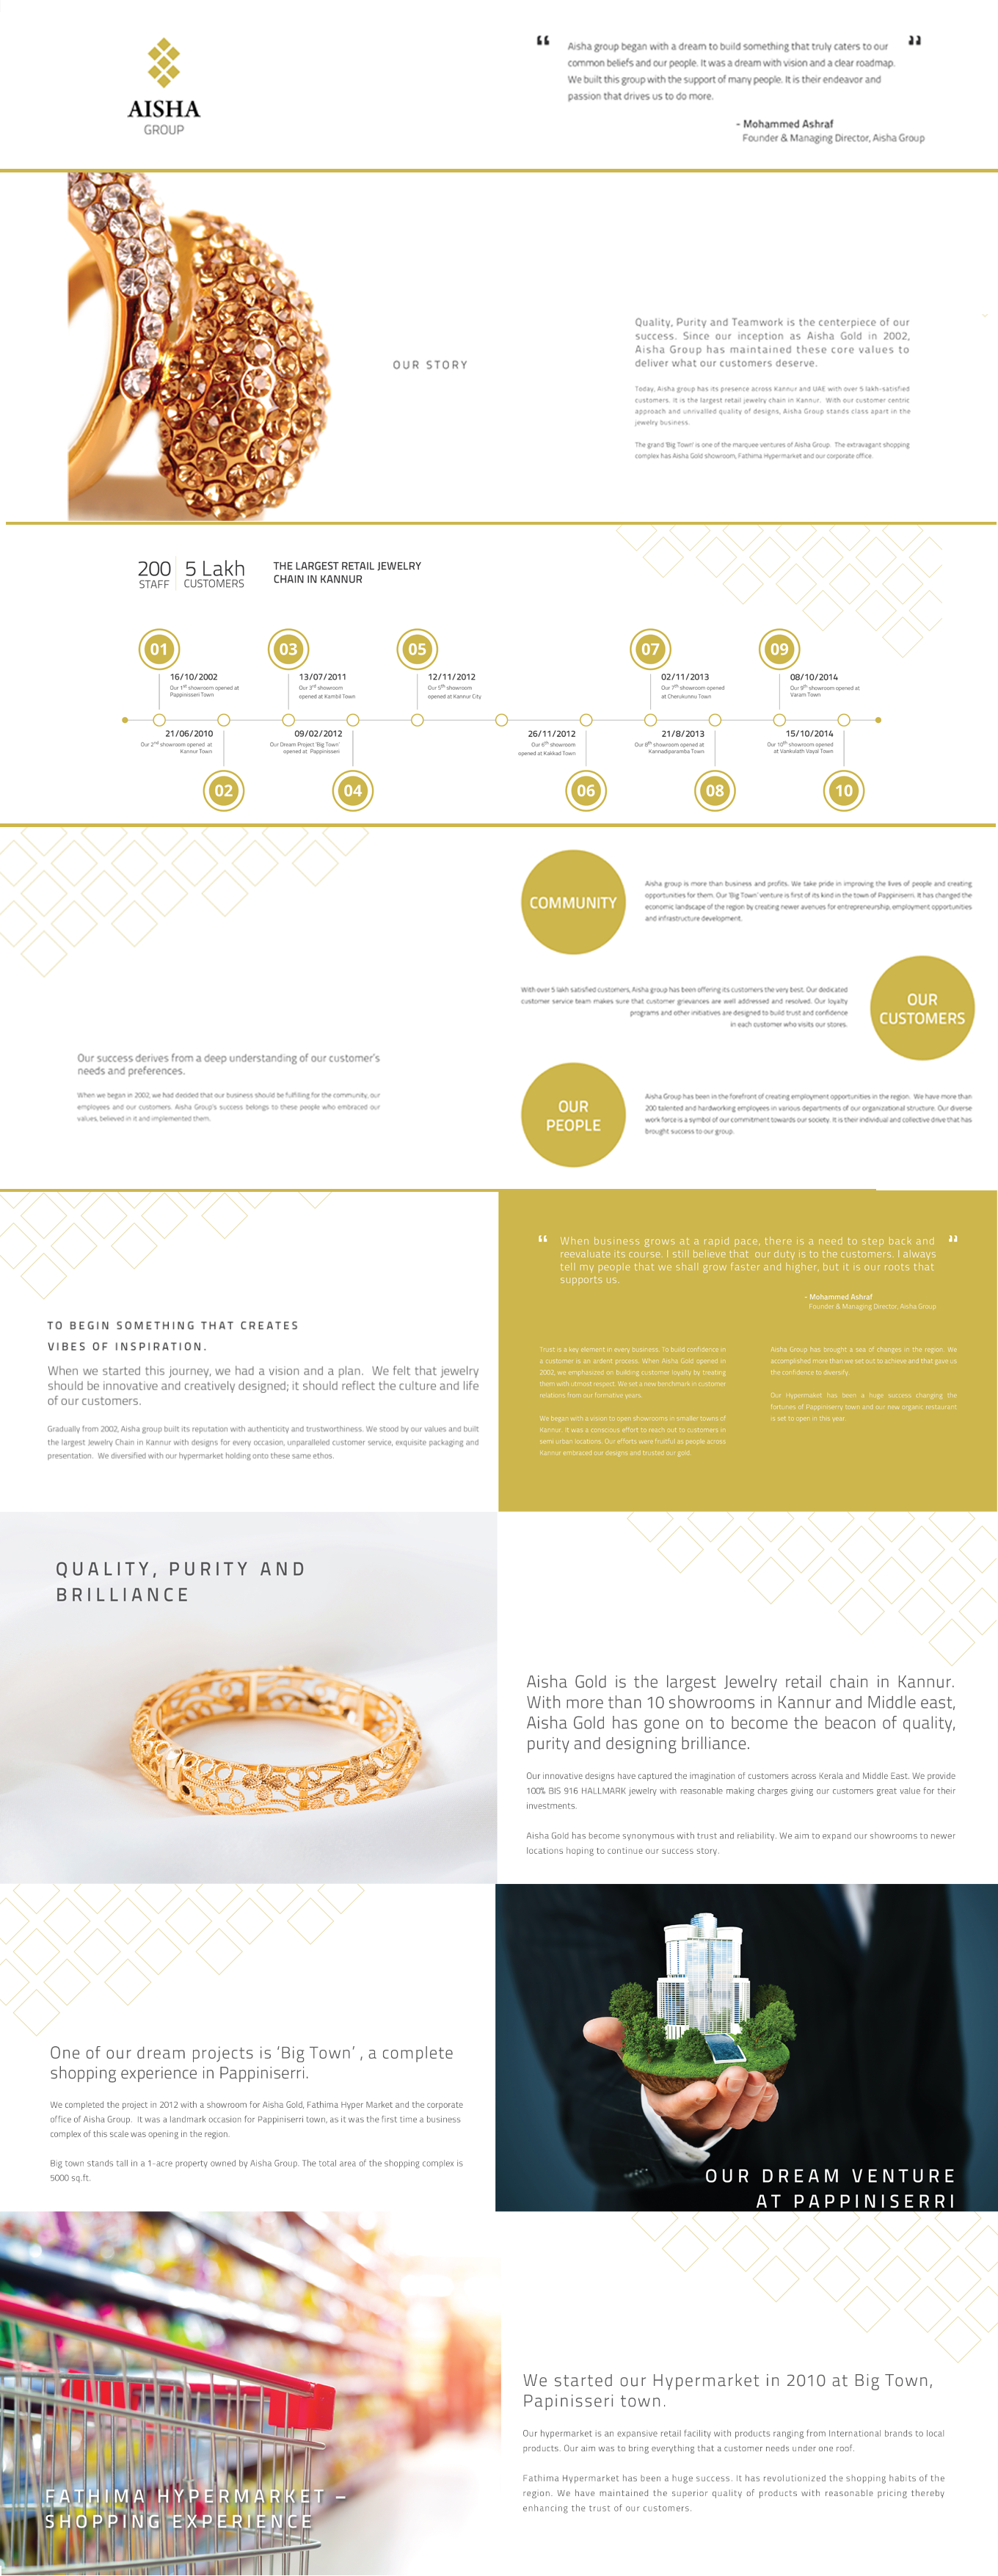 AISHA
GROUP
“ Aisha group began with a dream to build something that truly caters to our ”
common beliefs and our people. It was a dream with vision and a clear roadmap.
We built this group with the support of many people. It is their endeavor and
passion that drives us to do more.
- Mohammed Ashraf
Founder & Managing Director, Aisha Group
OUR STORY
Quality, Purity and Teamwork is the centerpiece of our
success. Since our inception as Aisha Gold in 2002,
Aisha Group has maintained these core values to
deliver what our customers deserve.
Today, Aisha group has its presence across Kannur and UAE with over 5 lakh-satisfied
customers. It is the largest retail jewelry chain in Kannur. With our customer centric
approach and unrivalled quality of designs, Aisha Group stands class apart in the
jewelry business.
The grand 'Big Town' is one of the marquee ventures of Aisha Group. The extravagant shopping
complex has Aisha Gold showroom, Fathima Hypermarket and our corporate office.
200
STAFF
5 Lakh
CUSTOMERS
THE LARGEST RETAIL JEWELRY
CHAIN IN KANNUR
01
16/10/2002
Our 1st showroom opened at
Pappinisseri Town
03
13/07/2011
Our 3rd showroom
opened at Kambil Town
05
12/11/2012
Our 5th showroom
opened at Kannur City
07
02/11/2013
Our 7th showroom opened
at Cherukunnu Town
09
08/10/2014
Our 9th showroom opened at
Varam Town
21/06/2010
Our 2nd showroom opened at
Kannur Town
02
09/02/2012
Our Dream Project 'Big Town'
opened at Pappinisseri
04
26/11/2012
Our 6th showroom
opened at Kakkad Town
06
21/8/2013
Our 8th showroom opened at
Kannadiparamba Town
08
15/10/2014
Our 10th showroom opened
at Vankulath Vayal Town
10
Our success derives from a deep understanding of our customer's
needs and preferences.
When we began in 2002, we had decided that our business should be fulfilling for the community, our
employees and our customers. Aisha Group's success belongs to these people who embraced our
values, believed in it and implemented them.
COMMUNITY
Aisha group is more than business and profits. We take pride in improving the lives of people and creating
opportunities for them. Our 'Big Town' venture is first of its kind in the town of Pappiniserri. It has changed the
economic landscape of the region by creating newer avenues for entrepreneurship, employment opportunities
and infrastructure development.
With over 5 lakh satisfied customers, Aisha group has been offering its customers the very best. Our dedicated
customer service team makes sure that customer grievances are well addressed and resolved. Our loyalty
programs and other initiatives are designed to build trust and confidence
in each customer who visits our stores.
OUR
CUSTOMERS
OUR
PEOPLE
Aisha Group has been in the forefront of creating employment opportunities in the region. We have more than
200 talented and hardworking employees in various departments of our organizational structure. Our diverse
work force is a symbol of our commitment towards our society. It is their individual and collective drive that has
brought success to our group.
TO BEGIN SOMETHING THAT CREATES
VIBES OF INSPIRATION.
When we started this journey, we had a vision and a plan. We felt that jewelry
should be innovative and creatively designed; it should reflect the culture and life
of our customers.
Gradually from 2002, Aisha group built its reputation with authenticity and trustworthiness. We stood by our values and built
the largest Jewelry Chain in Kannur with designs for every occasion, unparalleled customer service, exquisite packaging and
presentation. We diversified with our hypermarket holding onto these same ethos.
“ When business grows at a rapid pace, there is a need to step back and ”
reevaluate its course. I still believe that our duty is to the customers. I always
tell my people that we shall grow faster and higher, but it is our roots that
supports us.
- Mohammed Ashraf
Founder & Managing Director, Aisha Group
Trust is a key element in every business. To build confidence in
a customer is an ardent process. When Aisha Gold opened in
2002, we emphasized on building customer loyalty by treating
them with utmost respect. We set a new benchmark in customer
relations from our formative years.
We began with a vision to open showrooms in smaller towns of
Kannur. It was a conscious effort to reach out to customers in
semi urban locations. Our efforts were fruitful as people across
Kannur embraced our designs and trusted our gold.
Aisha Group has brought a sea of changes in the region. We
accomplished more than we set out to achieve and that gave us
the confidence to diversify.
Our Hypermaket has been a huge success changing the
fortunes of Pappiniserry town and our new organic restaurant
is set to open in this year.
QUALITY, PURITY AND
BRILLIANCE
Aisha Gold is the largest Jewelry retail chain in Kannur.
With more than 10 showrooms in Kannur and Middle east,
Aisha Gold has gone on to become the beacon of quality,
purity and designing brilliance.
Our innovative designs have captured the imagination of customers across Kerala and Middle East. We provide
100% BIS 916 HALLMARK jewelry with reasonable making charges giving our customers great value for their
investments.
Aisha Gold has become synonymous with trust and reliability. We aim to expand our showrooms to newer
locations hoping to continue our success story.
One of our dream projects is ‘Big Town’ , a complete
shopping experience in Pappiniserri.
We completed the project in 2012 with a showroom for Aisha Gold, Fathima Hyper Market and the corporate
office of Aisha Group. It was a landmark occasion for Pappiniserri town, as it was the first time a business
complex of this scale was opening in the region.
Big town stands tall in a 1-acre property owned by Aisha Group. The total area of the shopping complex is
5000 sq.ft.
OUR DREAM VENTURE
AT PAPPINISERRI
FATHIMA HYPERMARKET –
SHOPPING EXPERIENCE
We started our Hypermarket in 2010 at Big Town,
Papinisseri town.
Our hypermarket is an expansive retail facility with products ranging from International brands to local
products. Our aim was to bring everything that a customer needs under one roof.
Fathima Hypermarket has been a huge success. It has revolutionized the shopping habits of the
region. We have maintained the superior quality of products with reasonable pricing thereby
enhancing the trust of our customers.